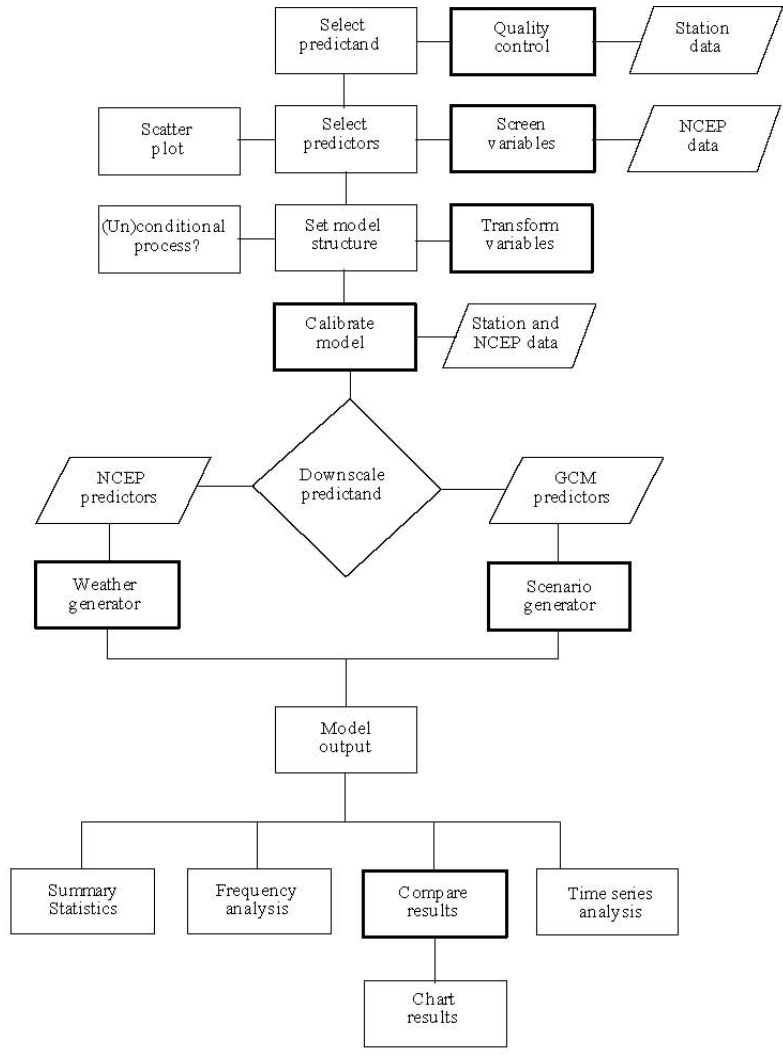 Select
predictand
Quality
control
Station
data
Scatter
plot
Select
predictors
Screen
variables
NCEP
data
(Un)conditional
process?
Set model
structure
Transform
variables
Calibrate
model
Station and
NCEP data
NCEP
predictors
Downscale
predictand
GCM
predictors
Weather
generator
Scenario
generator
Model
output
Summary
Statistics
Frequency
analysis
Compare
results
Time series
analysis
Chart
results